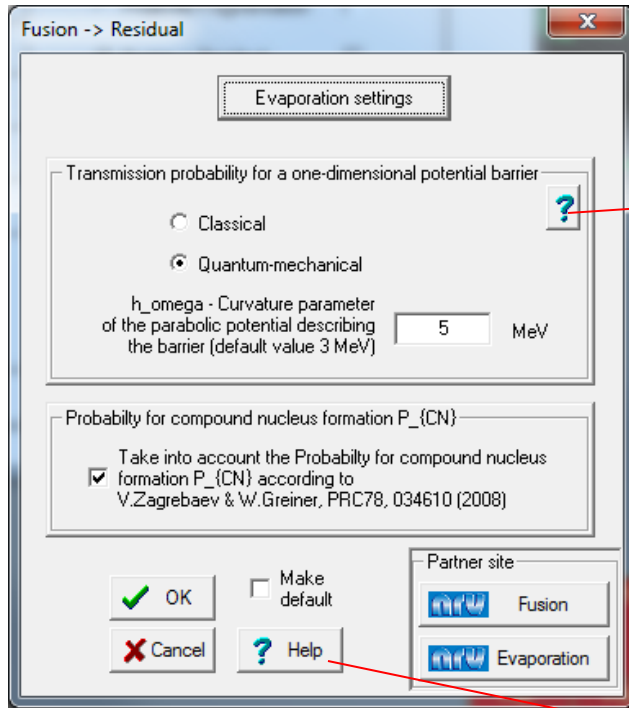 Fusion -> Residual
x
Evaporation settings
Transmission probability for a one-dimensional potential barrier
?
Classical
Quantum-mechanical
h_omega - Curvature parameter
of the parabolic potential describing
the barrier (default value 3 MeV)
5
MeV
Probabilty for compound nucleus formation P_{CN}
Take into account the Probabilty for compound nucleus
formation P_{CN} according to
V.Zagrebaev & W.Greiner, PRC78, 034610 (2008)
OK
Make
default
Cancel
? Help
Partner site
nrv Fusion
nrv Evaporation